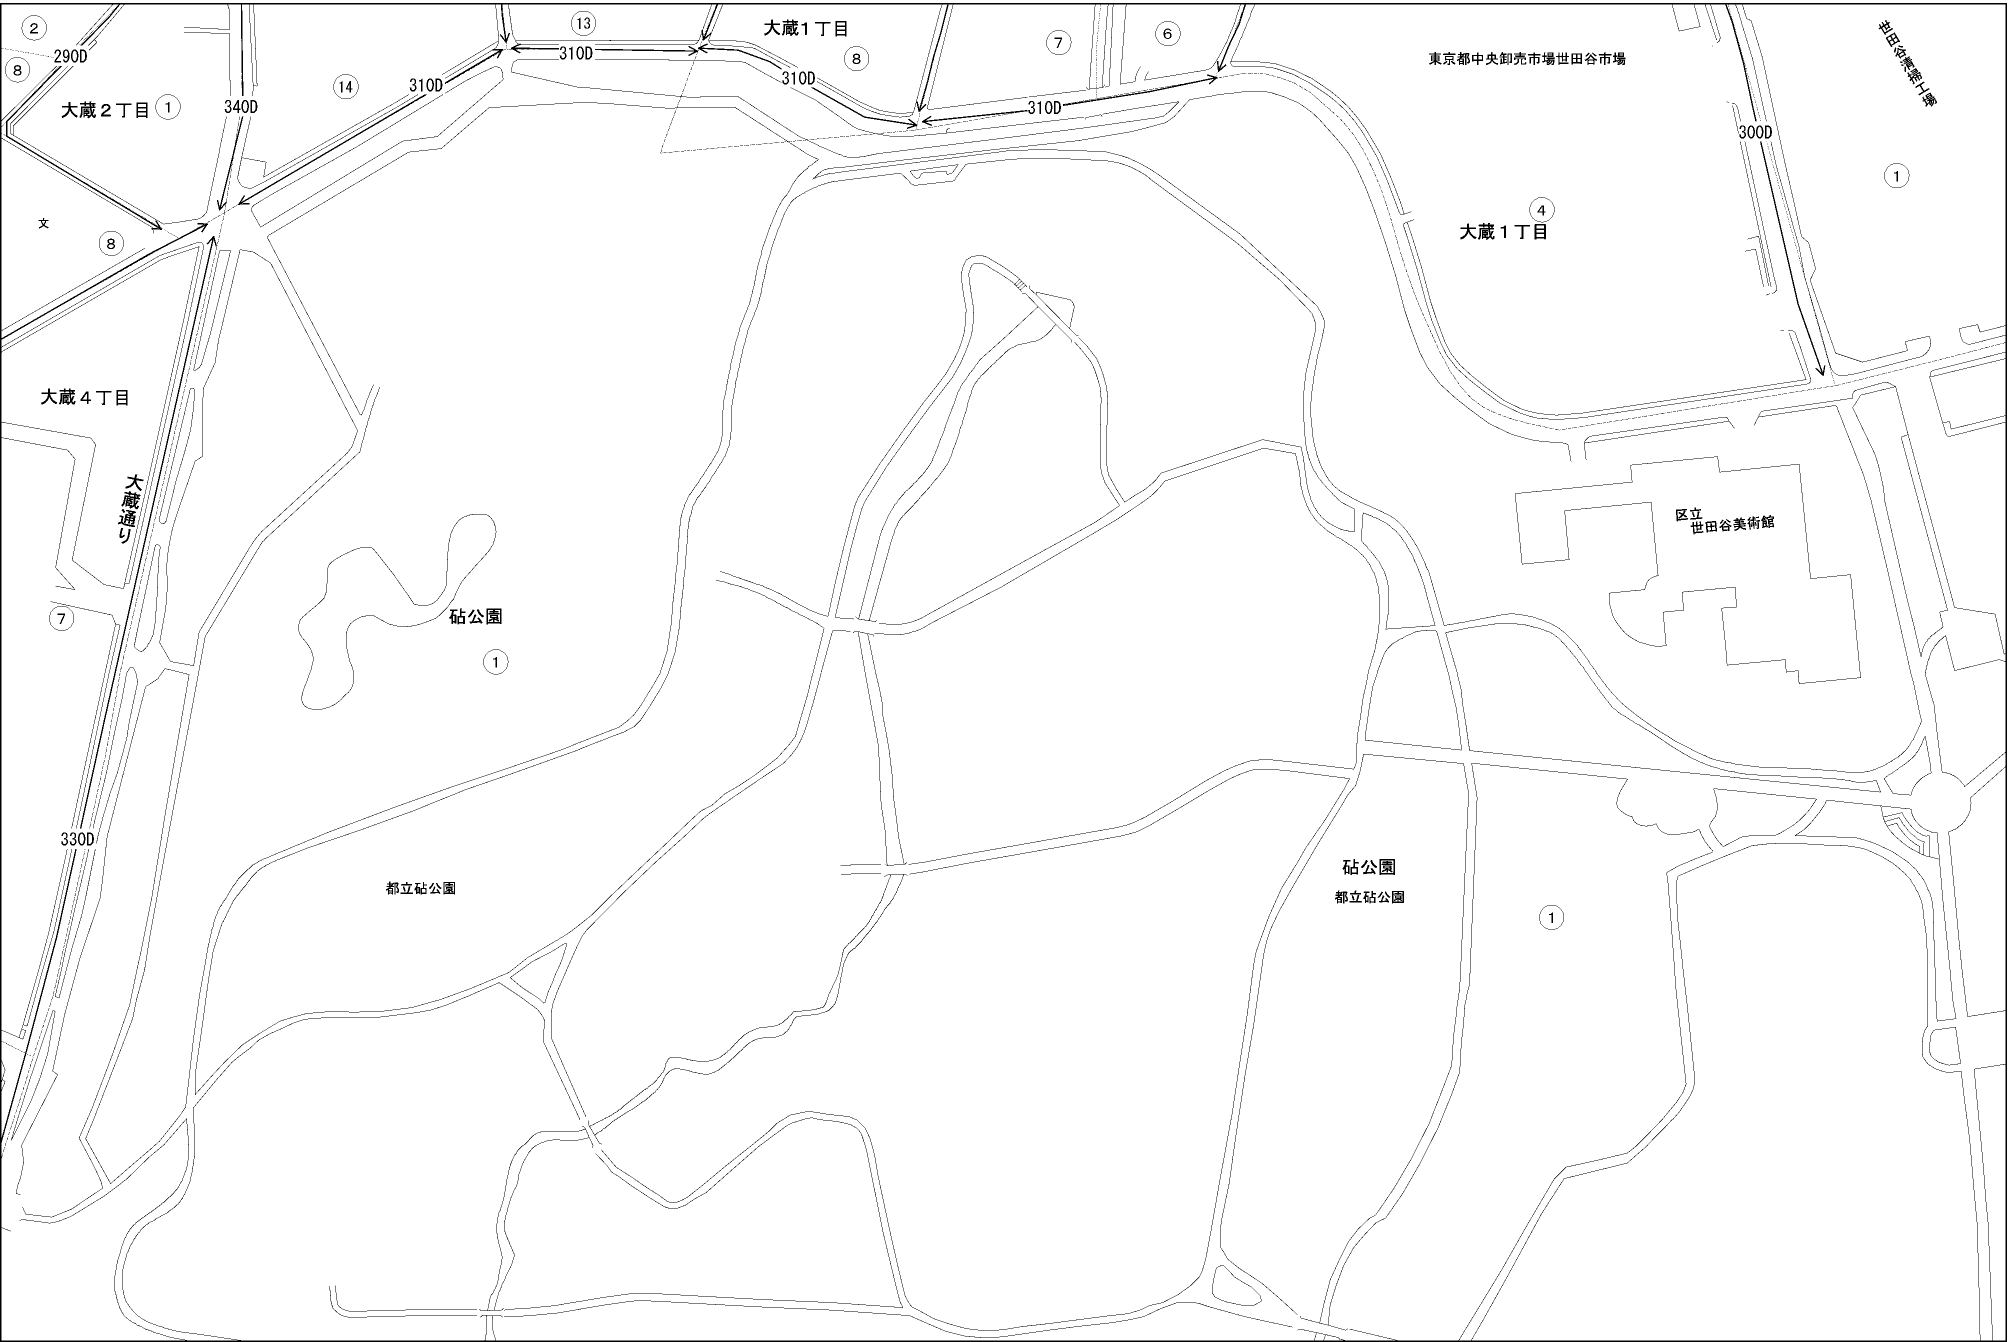 2
13
大蔵1丁目
8
7
6
東京都中央卸売市場世田谷市場
世田谷清掃工場
290D
310D
8
14
310D
310D
大蔵2丁目
1
340D
310D
300D
1
文
8
4
大蔵1丁目
大蔵4丁目
大蔵通り
区立
世田谷美術館
7
砧公園
1
330D
都立砧公園
砧公園
都立砧公園
1